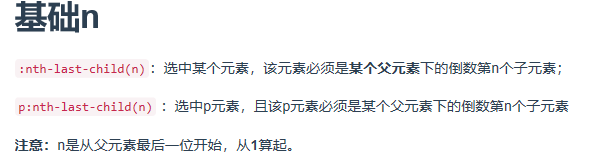 基础n
:nth-last-child(n)：选中某个元素，该元素必须是某个父元素下的倒数第n个子元素；
p:nth-last-child(n) ：选中p元素，且该p元素必须是某个父元素下的倒数第n个子元素
注意：n是从父元素最后一位开始，从1算起。